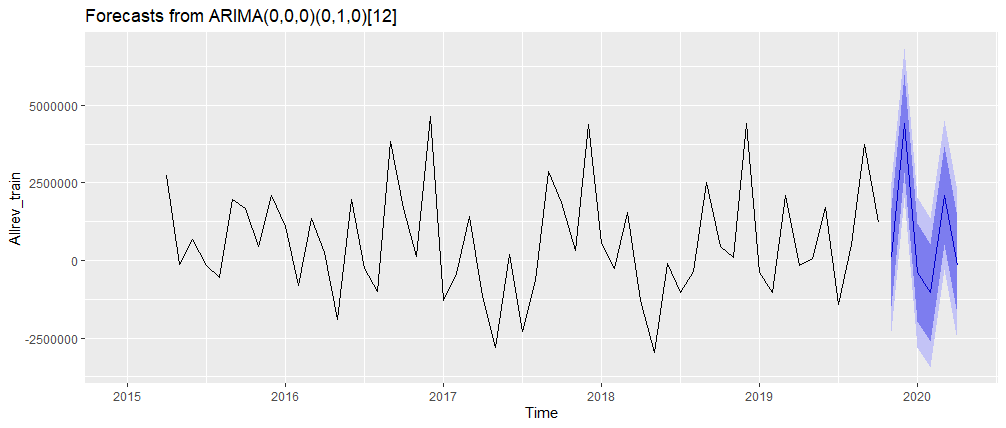 Forecasts from ARIMA(0,0,0)(0,1,0)[12]
5000000
2500000
0
-2500000
Allrev_train
2015 2016 2017 2018 2019 2020
Time